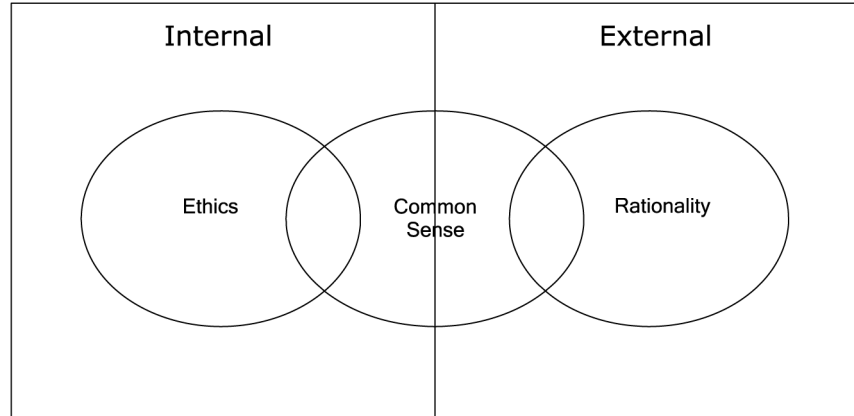 Internal
External
Ethics
Common
Sense
Rationality